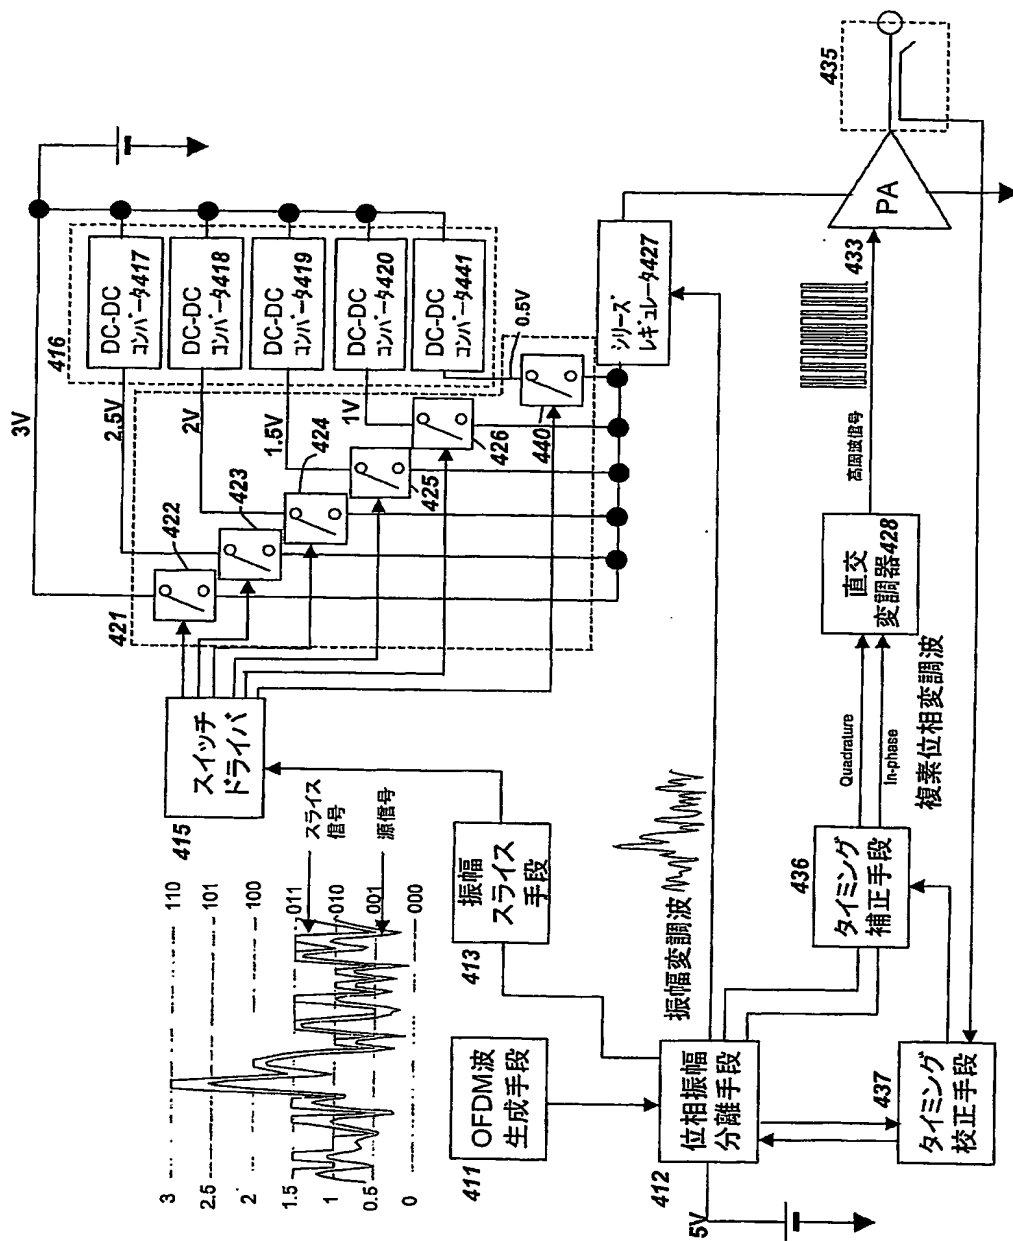 3V
416
DC-DC
コンバータ417
DC-DC
コンバータ418
DC-DC
コンバータ419
DC-DC
コンバータ420
DC-DC
コンバータ441
2.5V
2V
1.5V
1V
0.5V
421
422
423
424
425
426
440
シリーズ
レギュレータ427
435
PA
433
高周波信号
415
スイッチ
ドライバ
スライス
信号
源信号
110
101
100
011
010
001
000
3
2.5
2
1.5
1
0.5
0
413
振幅
スライス
手段
411
OFDM波
生成手段
412
位相振幅
分離手段
5V
振幅変調波
436
タイミング
補正手段
437
タイミング
校正手段
Quadrature
In-phase
複素位相変調波
直交
変調器428